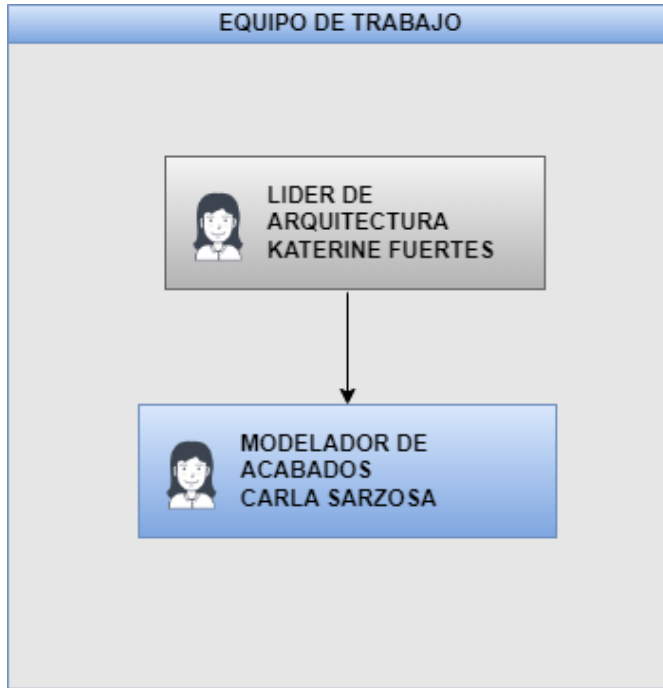 EQUIPO DE TRABAJO
LIDER DE
ARQUITECTURA
KATERINE FUERTES
MODELADOR DE
ACABADOS
CARLA SARZOSA